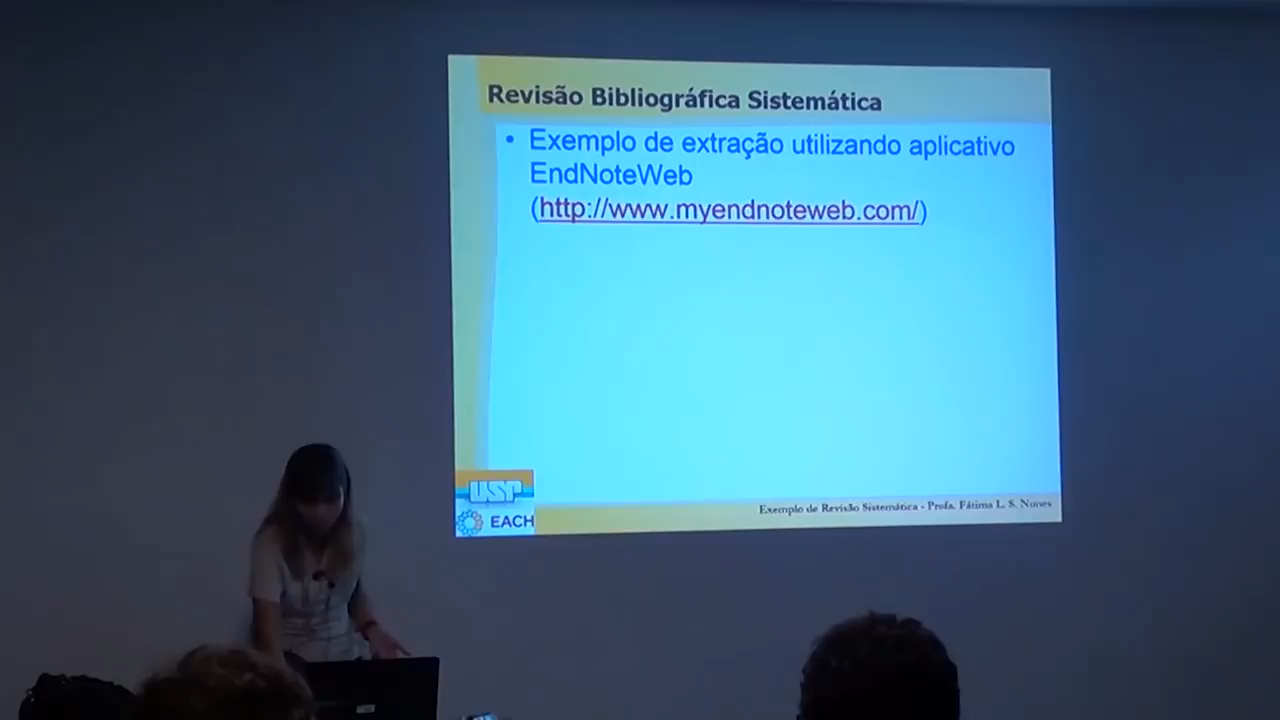 Revisão Bibliográfica Sistemática
• Exemplo de extração utilizando aplicativo
EndNoteWeb
(http://www.myendnoteweb.com/)
USP
EACH
Exemplo de Revisão Sistemática - Profa. Fátima L. S. Nunes